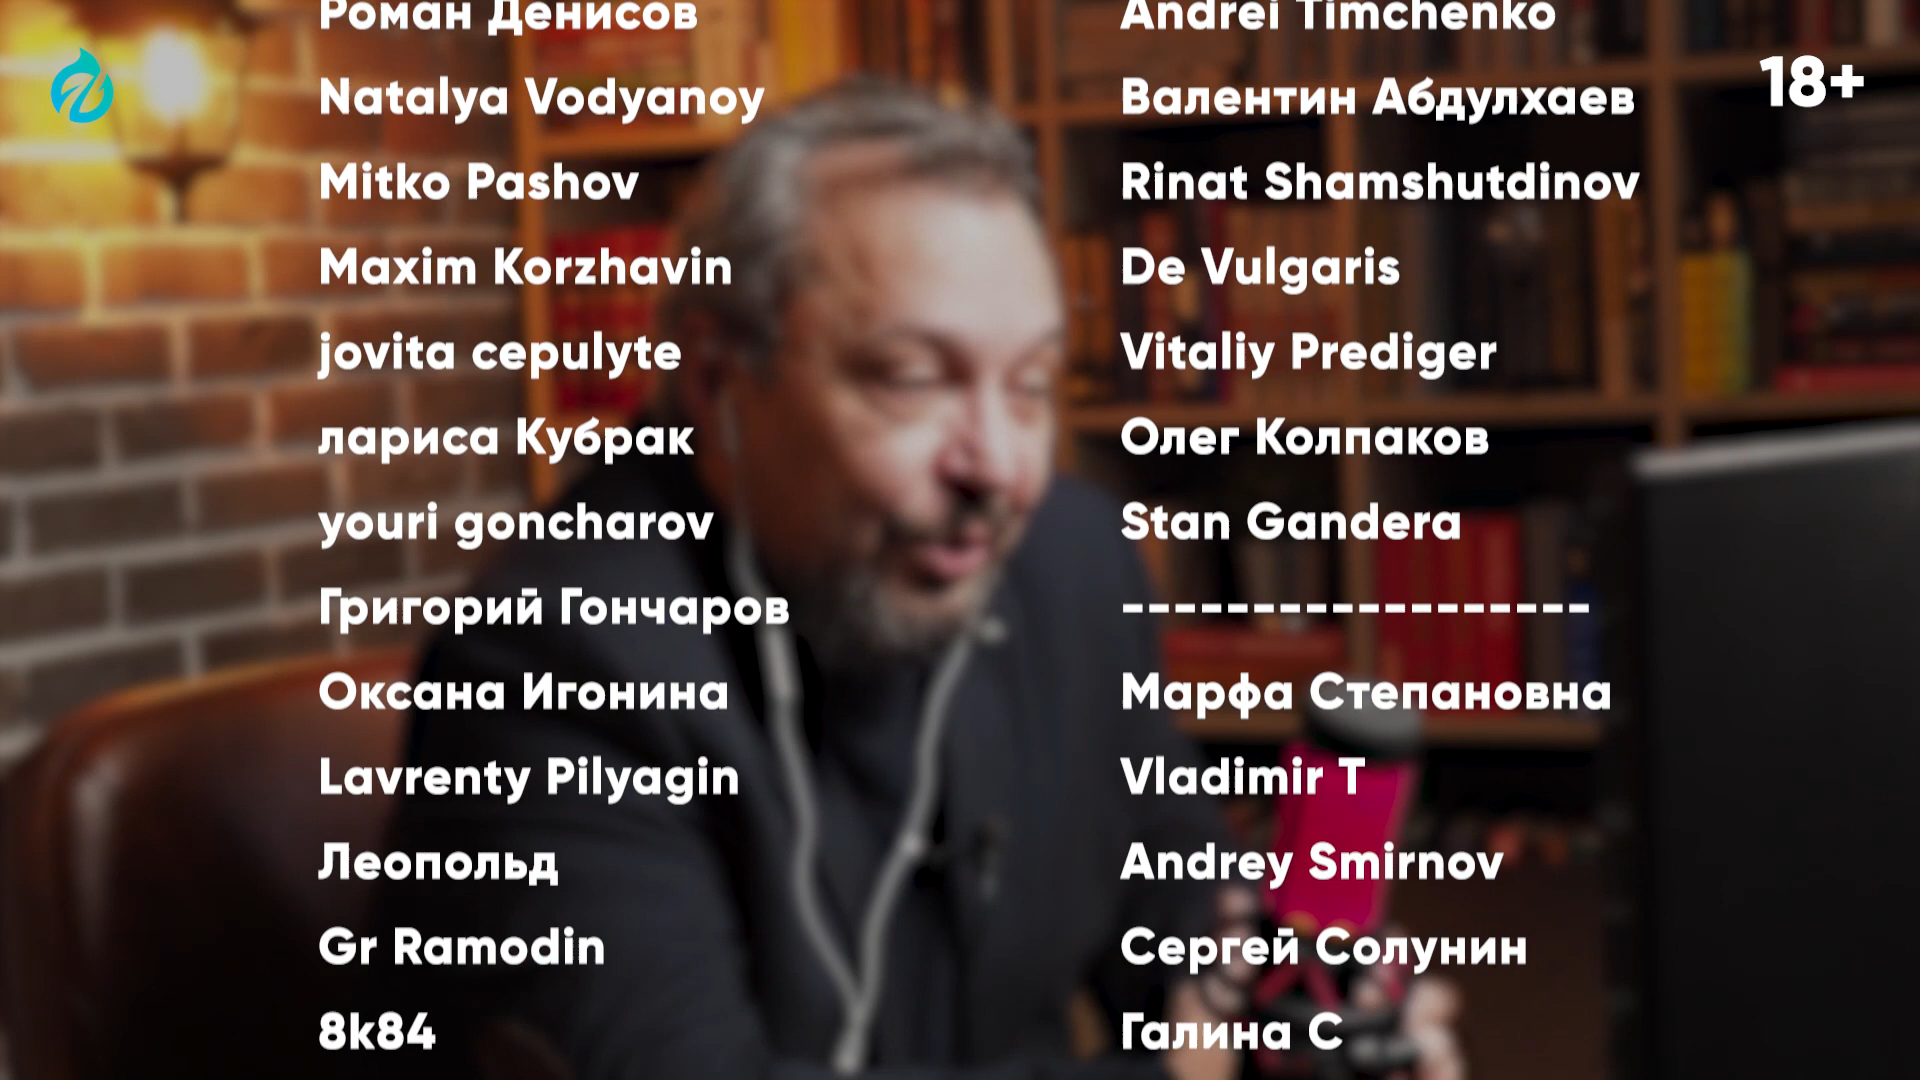 Роман Денисов
Natalya Vodyanoy
Mitko Pashov
Maxim Korzhavin
jovita cepulyte
лариса Кубрак
youri goncharov
Григорий Гончаров
Оксана Игонина
Lavrenty Pilyagin
Леопольд
Gr Ramodin
8k84
Andrei Timchenko
Валентин Абдулхаев
Rinat Shamshutdinov
De Vulgaris
Vitaliy Prediger
Олег Колпаков
Stan Gandera
------------------
Марфа Степановна
Vladimir T
Andrey Smirnov
Сергей Солунин
Галина С
18+